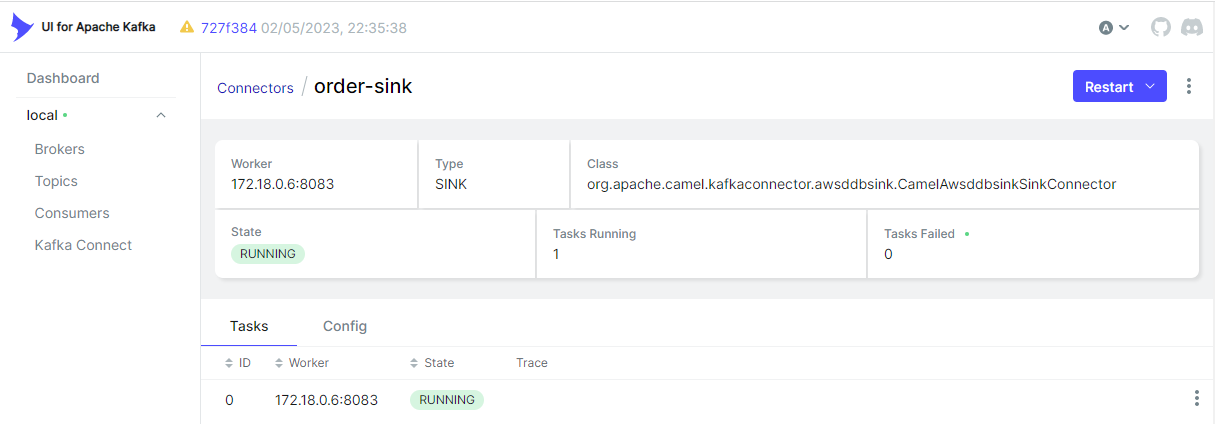 UI for Apache Kafka 727f384 02/05/2023, 22:35:38 A
Dashboard
local
Brokers
Topics
Consumers
Kafka Connect
Connectors / order-sink
Restart
Worker Type Class
172.18.0.6:8083 SINK org.apache.camel.kafkaconnector.awsddbsink.CamelAwsddbsinkSinkConnector
State Tasks Running Tasks Failed
RUNNING 1 0
Tasks Config
ID Worker State Trace
0 172.18.0.6:8083 RUNNING